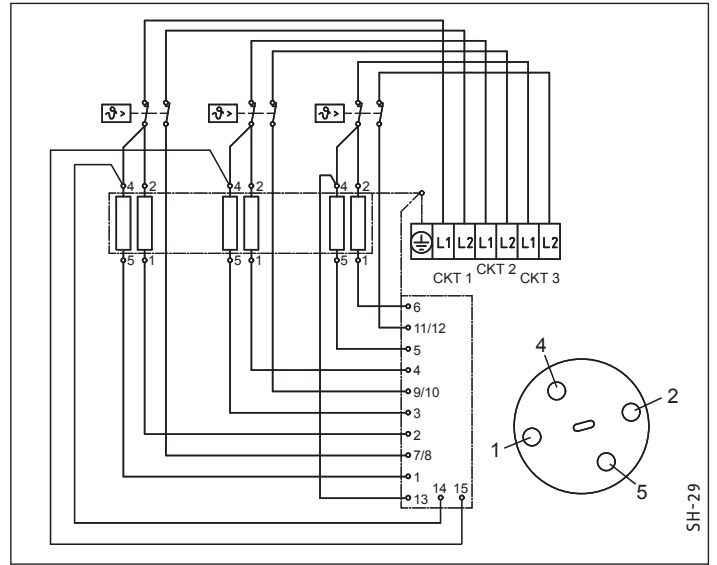 ϑ > ϑ > ϑ >
4 2 4 2 4 2
L1 L2 L1 L2 L1 L2
5 1 5 1 5 1
CKT 1 CKT 2 CKT 3
6
11/12
5
4
9/10
3
2
7/8
1
13 14 15
4
2
1
5
SH-29